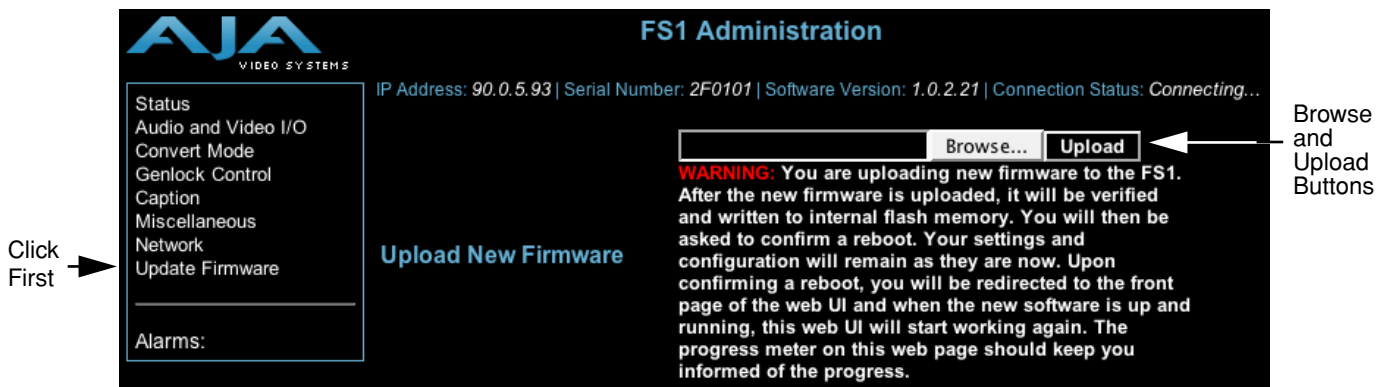 AJA
VIDEO SYSTEMS
FS1 Administration
IP Address: 90.0.5.93 | Serial Number: 2F0101 | Software Version: 1.0.2.21 | Connection Status: Connecting...
Status
Audio and Video I/O
Convert Mode
Genlock Control
Caption
Miscellaneous
Network
Update Firmware
Alarms:
Click
First
Upload New Firmware
Browse...
Upload
WARNING: You are uploading new firmware to the FS1.
After the new firmware is uploaded, it will be verified
and written to internal flash memory. You will then be
asked to confirm a reboot. Your settings and
configuration will remain as they are now. Upon
confirming a reboot, you will be redirected to the front
page of the web UI and when the new software is up and
running, this web UI will start working again. The
progress meter on this web page should keep you
informed of the progress.
Browse
and
Upload
Buttons